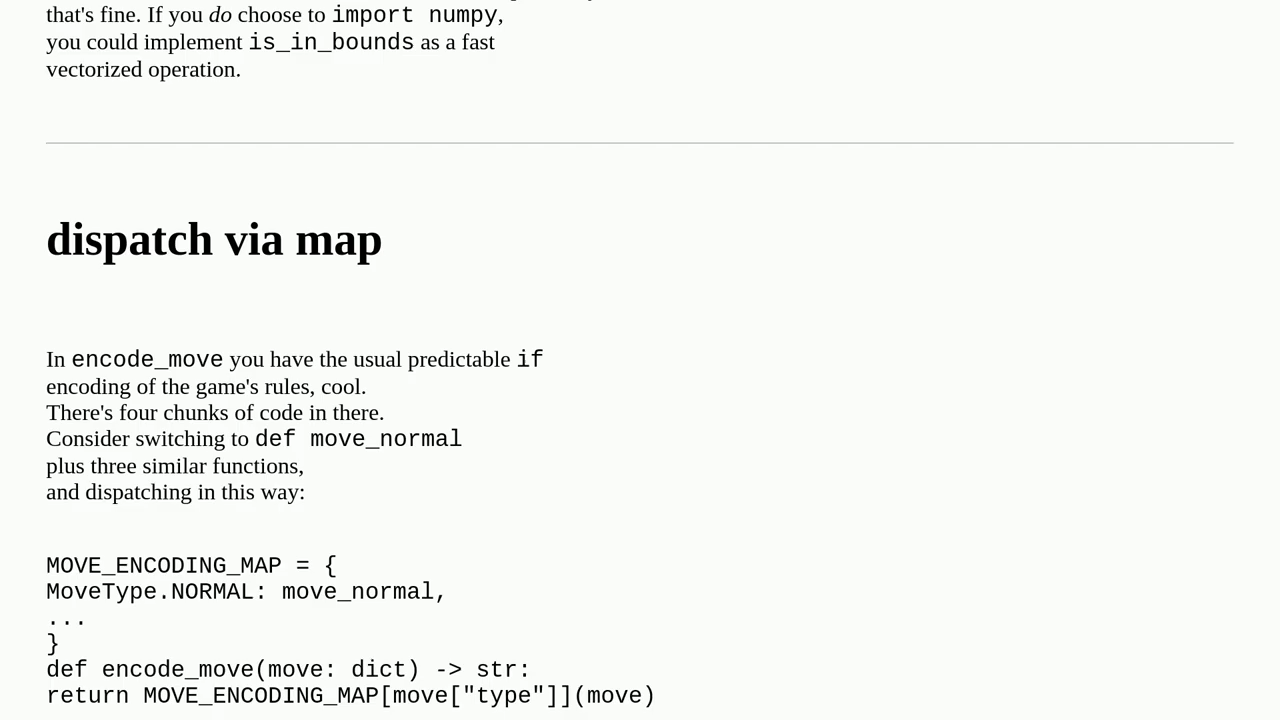 that's fine. If you do choose to import numpy,
you could implement is_in_bounds as a fast
vectorized operation.
dispatch via map
In encode_move you have the usual predictable if
encoding of the game's rules, cool.
There's four chunks of code in there.
Consider switching to def move_normal
plus three similar functions,
and dispatching in this way:
MOVE_ENCODING_MAP = {
MoveType.NORMAL: move_normal,
...
}
def encode_move(move: dict) -> str:
return MOVE_ENCODING_MAP[move["type"]](move)